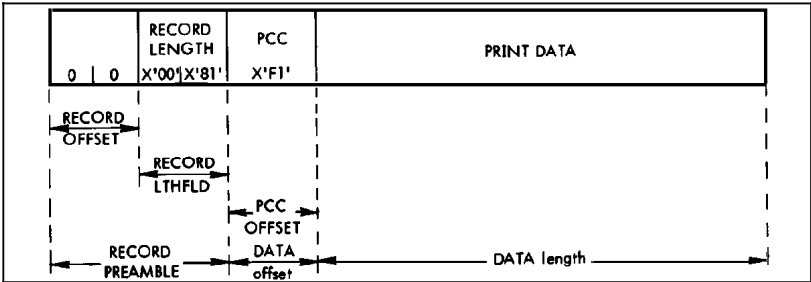 RECORD
LENGTH
PCC
PRINT DATA
0 | 0
X'00' X'81'
X'F1'
RECORD
OFFSET
RECORD
LTHFLD
PCC
OFFSET
RECORD
PREAMBLE
DATA
offset
DATA length